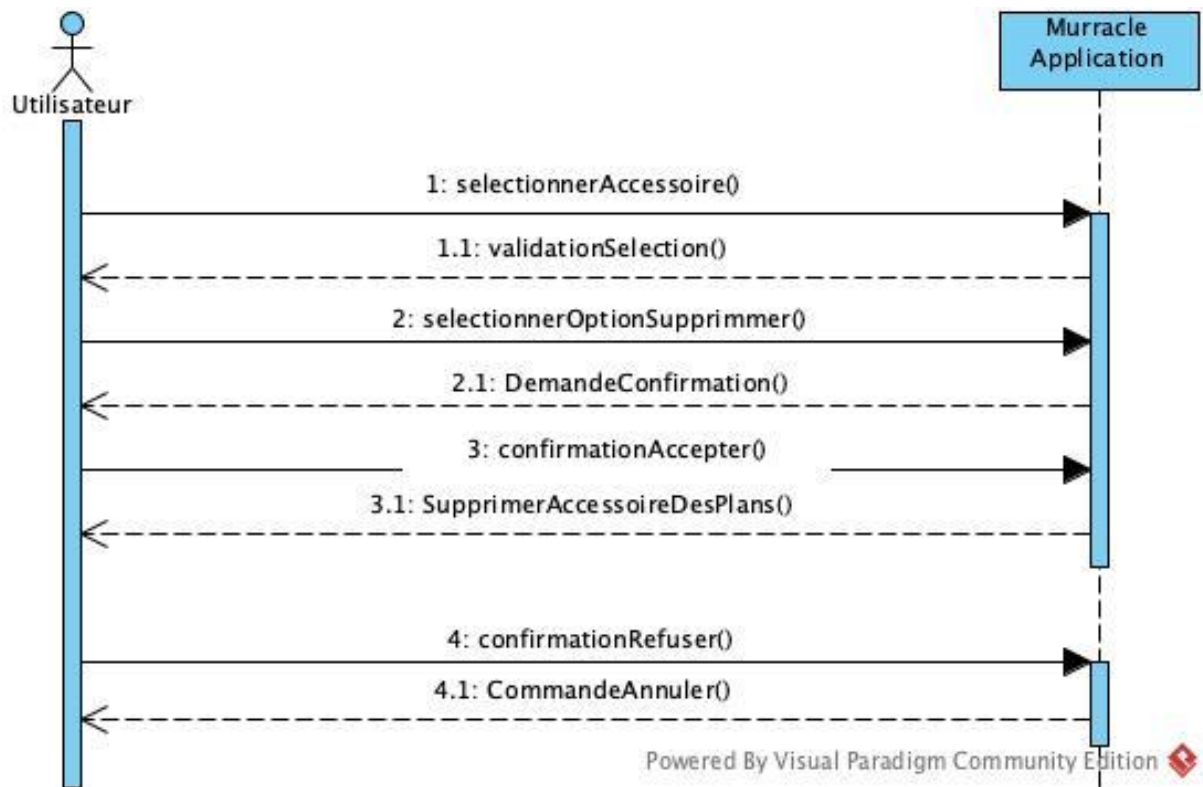 Murracle
Application
Utilisateur
1: selectionnerAccessoire()
1.1: validationSelection()
2: selectionnerOptionSupprimmer()
2.1: DemandeConfirmation()
3: confirmationAccepter()
3.1: SupprimerAccessoireDesPlans()
4: confirmationRefuser()
4.1: CommandeAnnuler()
Powered By Visual Paradigm Community Edition